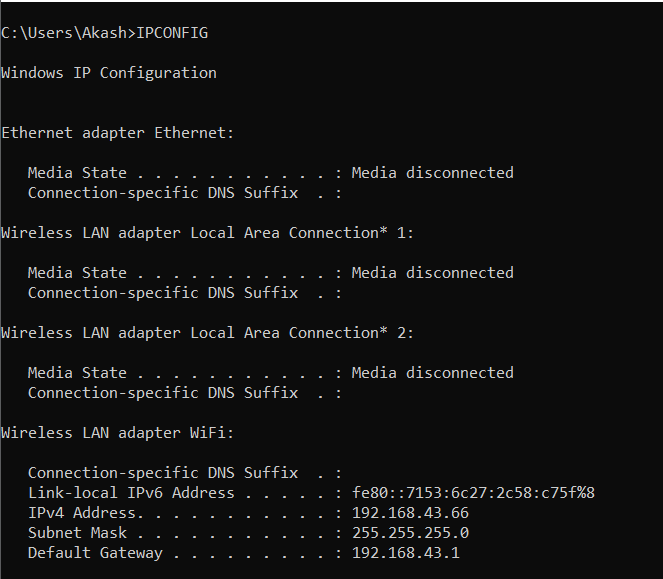 C:\Users\Akash>IPCONFIG
Windows IP Configuration
Ethernet adapter Ethernet:
Media State . . . . . . . . . . . : Media disconnected
Connection-specific DNS Suffix  . :
Wireless LAN adapter Local Area Connection* 1:
Media State . . . . . . . . . . . : Media disconnected
Connection-specific DNS Suffix  . :
Wireless LAN adapter Local Area Connection* 2:
Media State . . . . . . . . . . . : Media disconnected
Connection-specific DNS Suffix  . :
Wireless LAN adapter WiFi:
Connection-specific DNS Suffix  . :
Link-local IPv6 Address . . . . . : fe80::7153:6c27:2c58:c75f%8
IPv4 Address. . . . . . . . . . . : 192.168.43.66
Subnet Mask . . . . . . . . . . . : 255.255.255.0
Default Gateway . . . . . . . . . : 192.168.43.1